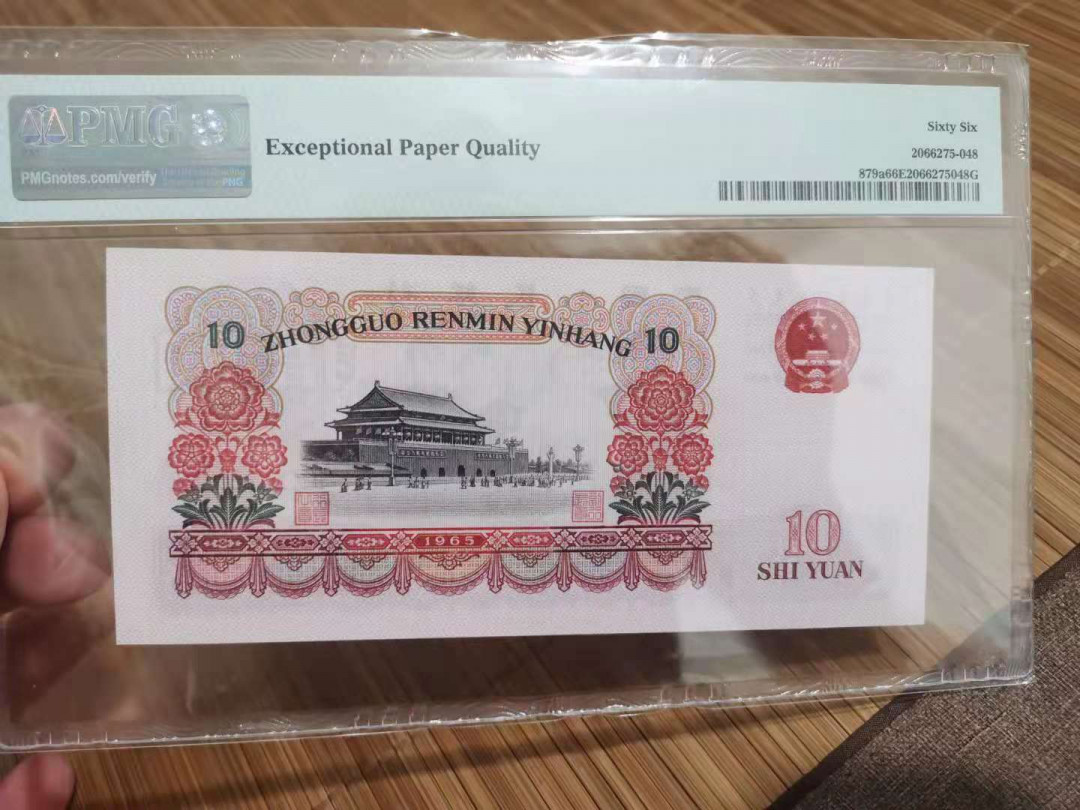 PMG
PMGnotes.com/verify
Exceptional Paper Quality
Sixty Six
2066275-048
879a66E2066275048G
10 ZHONGGUO RENMIN YINHANG 10
1965
10
SHI YUAN